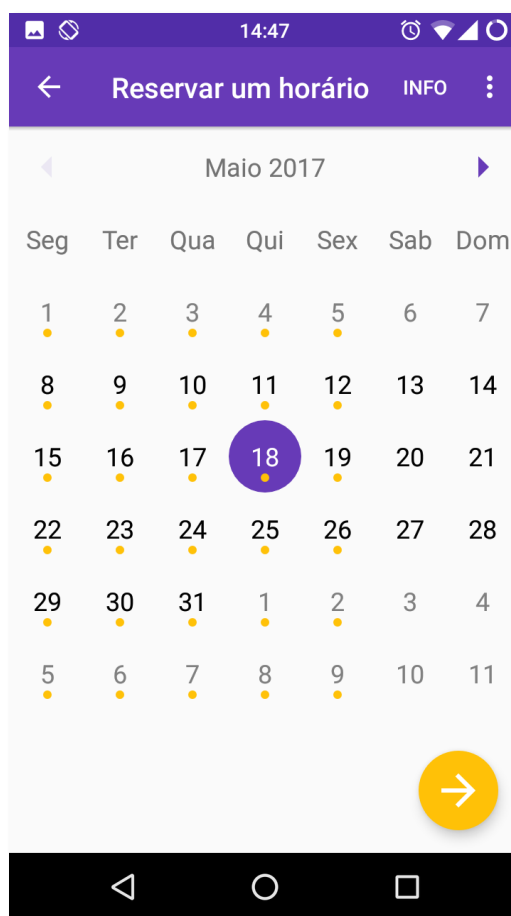 14:47
Reservar um horário INFO
Maio 2017
Seg Ter Qua Qui Sex Sab Dom
1 2 3 4 5 6 7
8 9 10 11 12 13 14
15 16 17 18 19 20 21
22 23 24 25 26 27 28
29 30 31 1 2 3 4
5 6 7 8 9 10 11